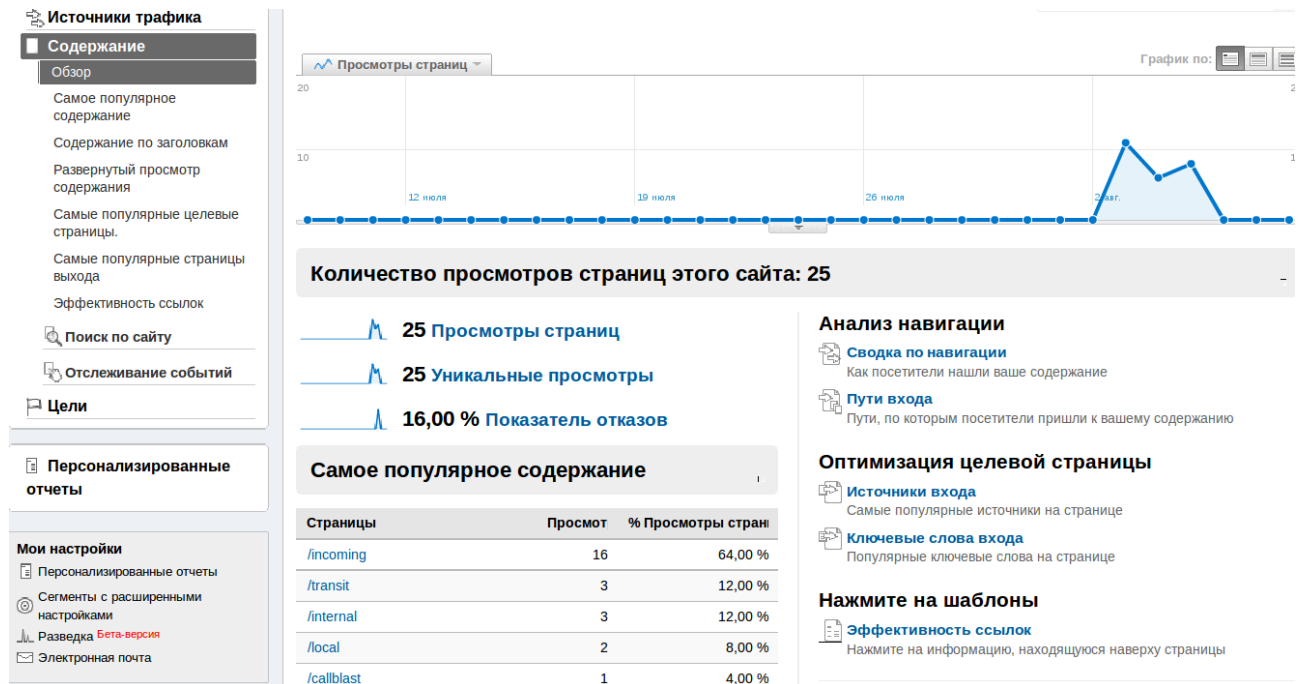 Источники трафика
Содержание
Обзор
Самое популярное
содержание
Содержание по заголовкам
Развернутый просмотр
содержания
Самые популярные целевые
страницы.
Самые популярные страницы
выхода
Эффективность ссылок
Поиск по сайту
Отслеживание событий
Цели
Персонализированные
отчеты
Мои настройки
Персонализированные отчеты
Сегменты с расширенными
настройками
Разведка Бета-версия
Электронная почта
Просмотры страниц
График по:
20
10
12 июля
19 июля
26 июля
2 авг.
Количество просмотров страниц этого сайта: 25
25 Просмотры страниц
25 Уникальные просмотры
16,00 % Показатель отказов
Самое популярное содержание
Страницы Просмот % Просмотры стран
/incoming 16 64,00 %
/transit 3 12,00 %
/internal 3 12,00 %
/local 2 8,00 %
/callblast 1 4,00 %
Анализ навигации
Сводка по навигации
Как посетители нашли ваше содержание
Пути входа
Пути, по которым посетители пришли к вашему содержанию
Оптимизация целевой страницы
Источники входа
Самые популярные источники на странице
Ключевые слова входа
Популярные ключевые слова на странице
Нажмите на шаблоны
Эффективность ссылок
Нажмите на информацию, находящуюся наверху страницы